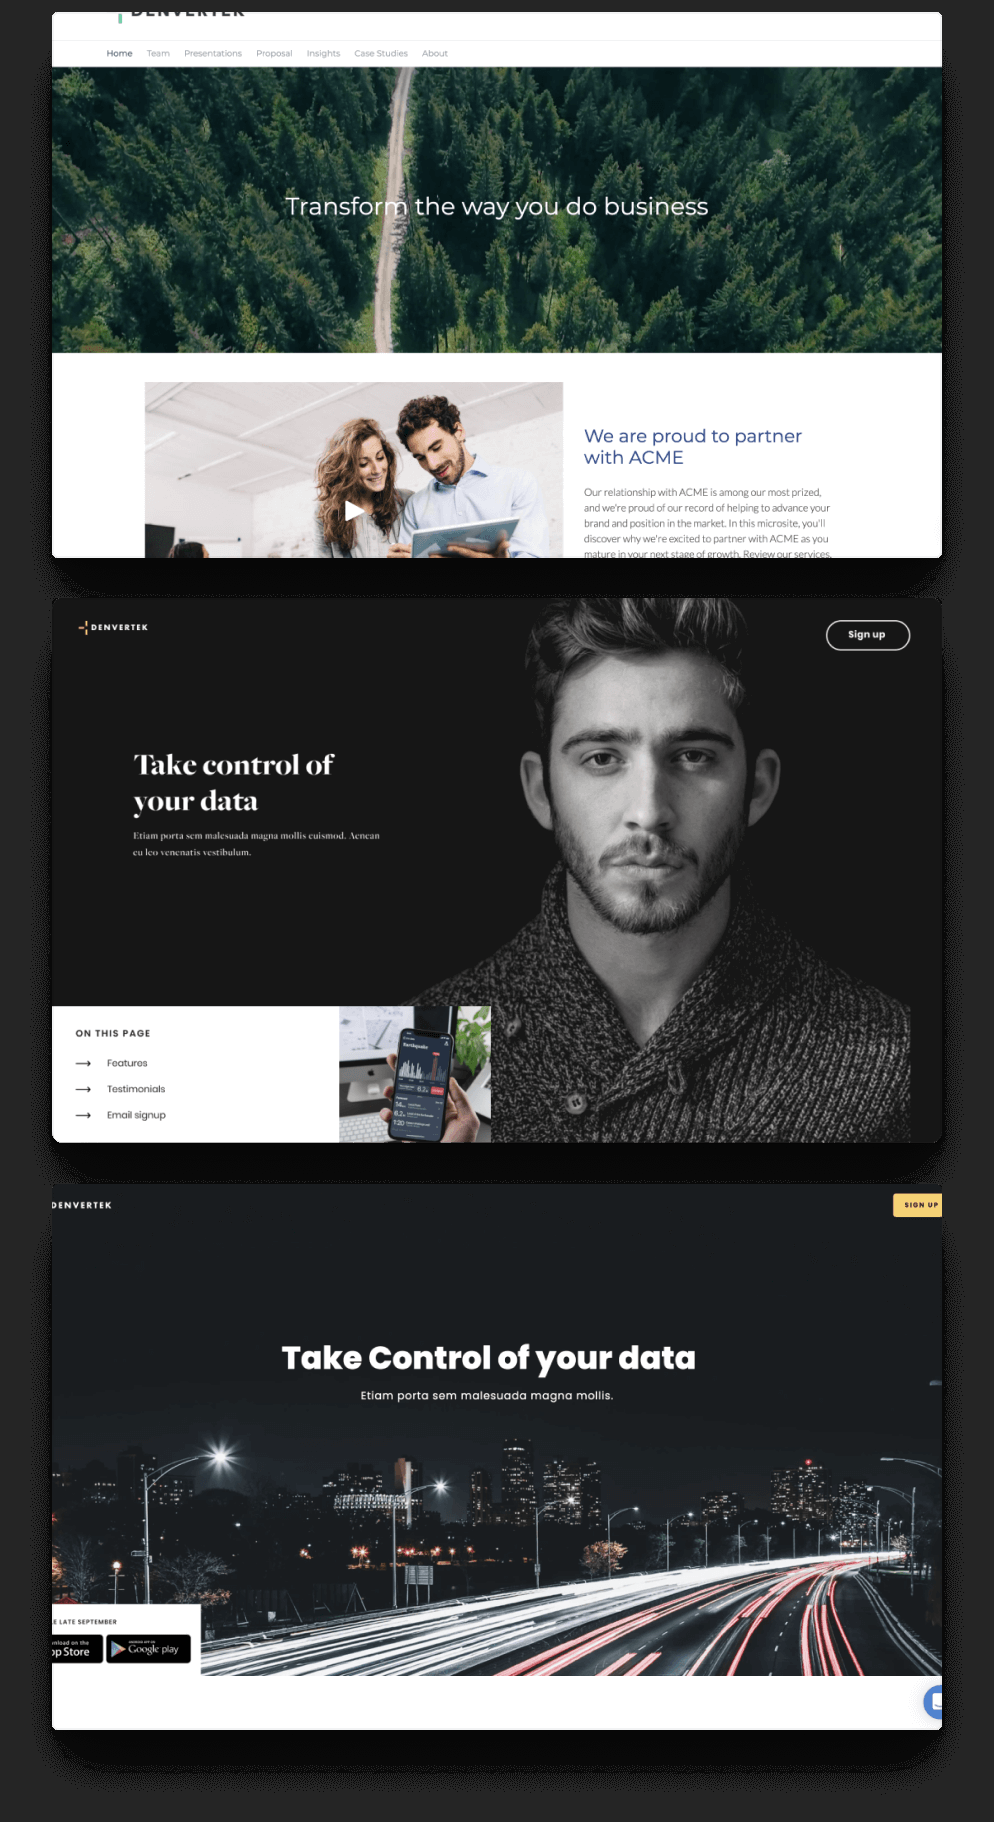 DENVERTEK
Home Team Presentations Proposal Insights Case Studies About
Transform the way you do business
We are proud to partner
with ACME
Our relationship with ACME is among our most prized,
and we're proud of our record of helping to advance your
brand and position in the market. In this microsite, you'll
discover why we're excited to partner with ACME as you
mature in your next stage of growth. Review our services,
DENVERTEK
Sign up
Take control of
your data
Etiam porta sem malesuada magna mollis euismod. Aenean
eu leo venenatis vestibulum.
ON THIS PAGE
Features
Testimonials
Email signup
DENVERTEK
SIGN UP
Take Control of your data
Etiam porta sem malesuada magna mollis.
LATE SEPTEMBER
on the
Store
Google play